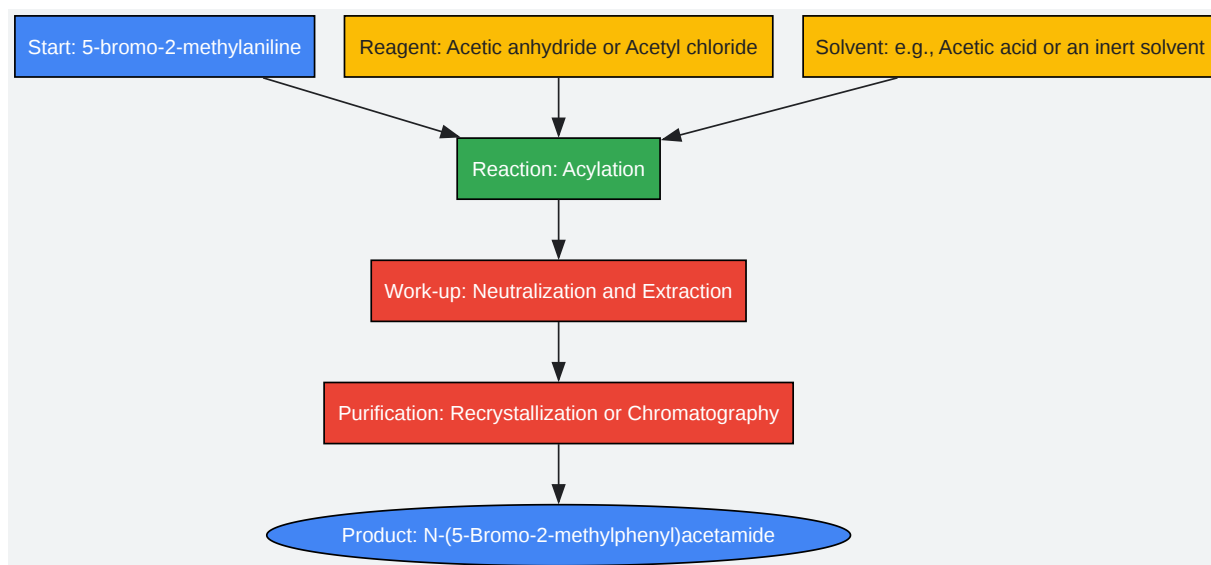 Start: 5-bromo-2-methylaniline
Reagent: Acetic anhydride or Acetyl chloride
Solvent: e.g., Acetic acid or an inert solvent
Reaction: Acylation
Work-up: Neutralization and Extraction
Purification: Recrystallization or Chromatography
Product: N-(5-Bromo-2-methylphenyl)acetamide